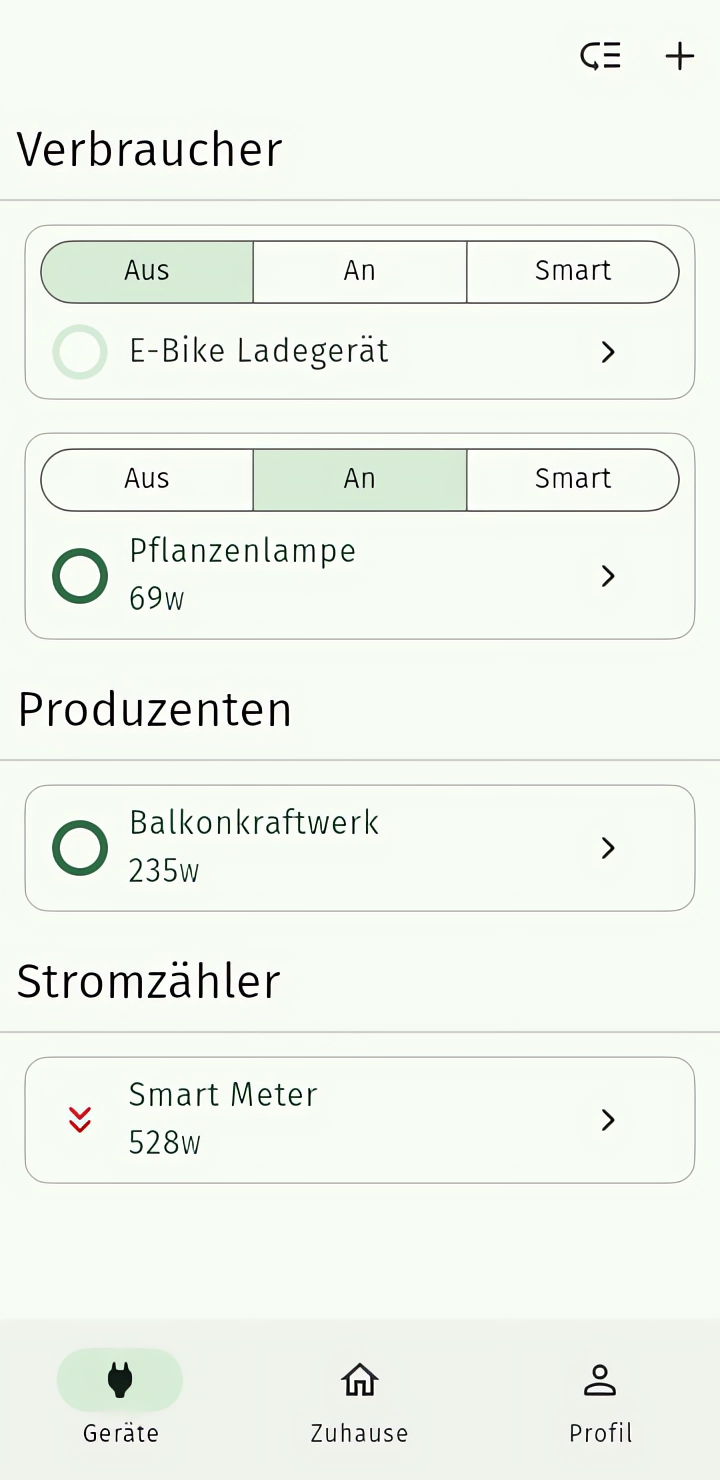 Verbraucher
Aus An Smart
E-Bike Ladegerät
Aus An Smart
Pflanzenlampe
69w
Produzenten
Balkonkraftwerk
235w
Stromzähler
Smart Meter
528w
Geräte Zuhause Profil